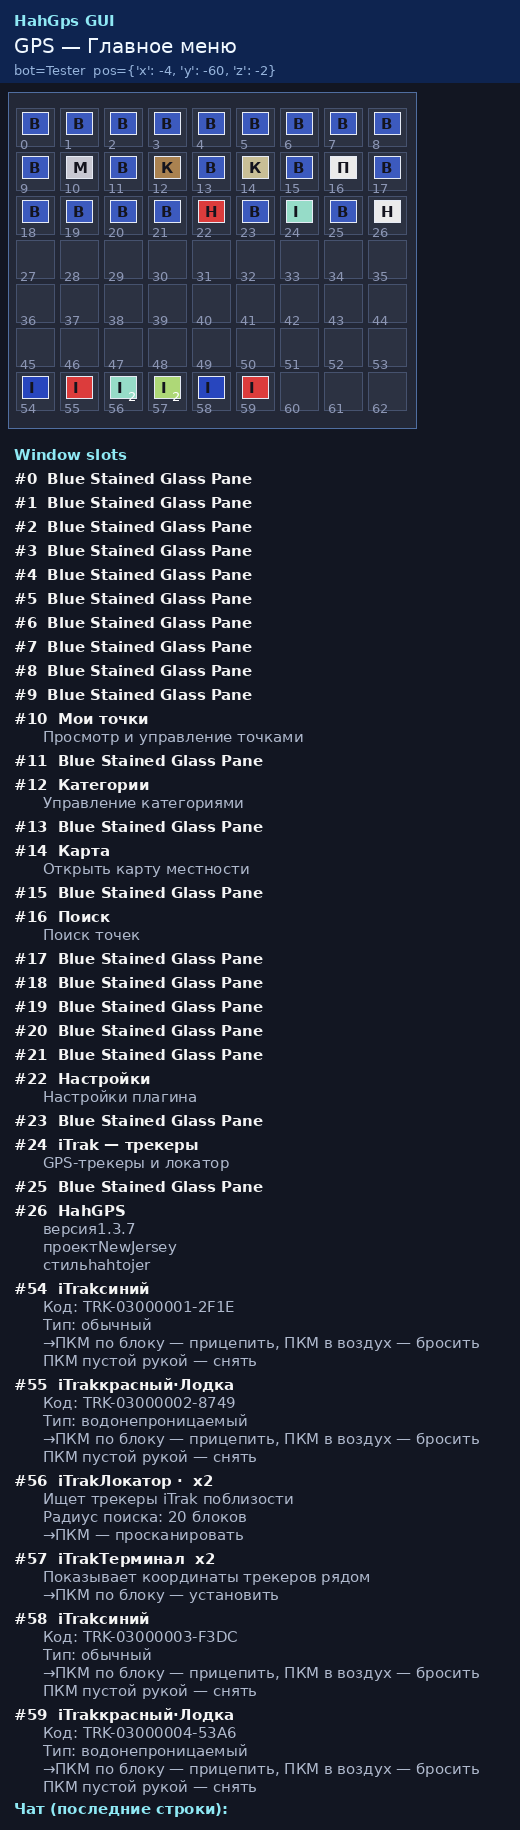 HahGps GUI
GPS — Главное меню
bot=Tester pos={'x': -4, 'y': -60, 'z': -2}
B B B B B B B B B
0 1 2 3 4 5 6 7 8
B М B К B К B П B
9 10 11 12 13 14 15 16 17
B B B B Н B I B H
18 19 20 21 22 23 24 25 26
27 28 29 30 31 32 33 34 35
36 37 38 39 40 41 42 43 44
45 46 47 48 49 50 51 52 53
I I I 2 I 2 I I
54 55 56 57 58 59 60 61 62
Window slots
#0 Blue Stained Glass Pane
#1 Blue Stained Glass Pane
#2 Blue Stained Glass Pane
#3 Blue Stained Glass Pane
#4 Blue Stained Glass Pane
#5 Blue Stained Glass Pane
#6 Blue Stained Glass Pane
#7 Blue Stained Glass Pane
#8 Blue Stained Glass Pane
#9 Blue Stained Glass Pane
#10 Мои точки
Просмотр и управление точками
#11 Blue Stained Glass Pane
#12 Категории
Управление категориями
#13 Blue Stained Glass Pane
#14 Карта
Открыть карту местности
#15 Blue Stained Glass Pane
#16 Поиск
Поиск точек
#17 Blue Stained Glass Pane
#18 Blue Stained Glass Pane
#19 Blue Stained Glass Pane
#20 Blue Stained Glass Pane
#21 Blue Stained Glass Pane
#22 Настройки
Настройки плагина
#23 Blue Stained Glass Pane
#24 iTrak — трекеры
GPS-трекеры и локатор
#25 Blue Stained Glass Pane
#26 HahGPS
версия1.3.7
проектNewJersey
стильhahtojer
#54 iTrakсиний
Код: TRK-03000001-2F1E
Тип: обычный
→ПКМ по блоку — прицепить, ПКМ в воздух — бросить
ПКМ пустой рукой — снять
#55 iTrakкрасный·Лодка
Код: TRK-03000002-8749
Тип: водонепроницаемый
→ПКМ по блоку — прицепить, ПКМ в воздух — бросить
ПКМ пустой рукой — снять
#56 iTrakЛокатор · x2
Ищет трекеры iTrak поблизости
Радиус поиска: 20 блоков
→ПКМ — просканировать
#57 iTrakТерминал x2
Показывает координаты трекеров рядом
→ПКМ по блоку — установить
#58 iTrakсиний
Код: TRK-03000003-F3DC
Тип: обычный
→ПКМ по блоку — прицепить, ПКМ в воздух — бросить
ПКМ пустой рукой — снять
#59 iTrakкрасный·Лодка
Код: TRK-03000004-53A6
Тип: водонепроницаемый
→ПКМ по блоку — прицепить, ПКМ в воздух — бросить
ПКМ пустой рукой — снять
Чат (последние строки):